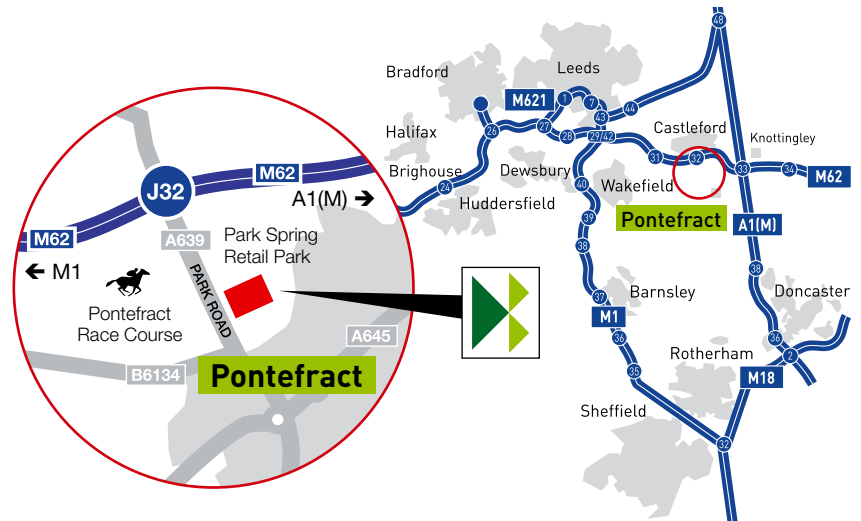 M62
J32
M62
A1(M) →
← M1
A639
PARK ROAD
Park Spring
Retail Park
Pontefract
Race Course
A645
B6134
Pontefract
Bradford
Leeds
M621
Halifax
Brighouse
Huddersfield
Dewsbury
Wakefield
Castleford
Knottingley
M62
Pontefract
A1(M)
Barnsley
M1
Doncaster
Rotherham
M18
Sheffield
48
1
7
44
43
26
27
28
29/42
31
32
33
34
24
40
39
38
37
36
35
32
38
36
2